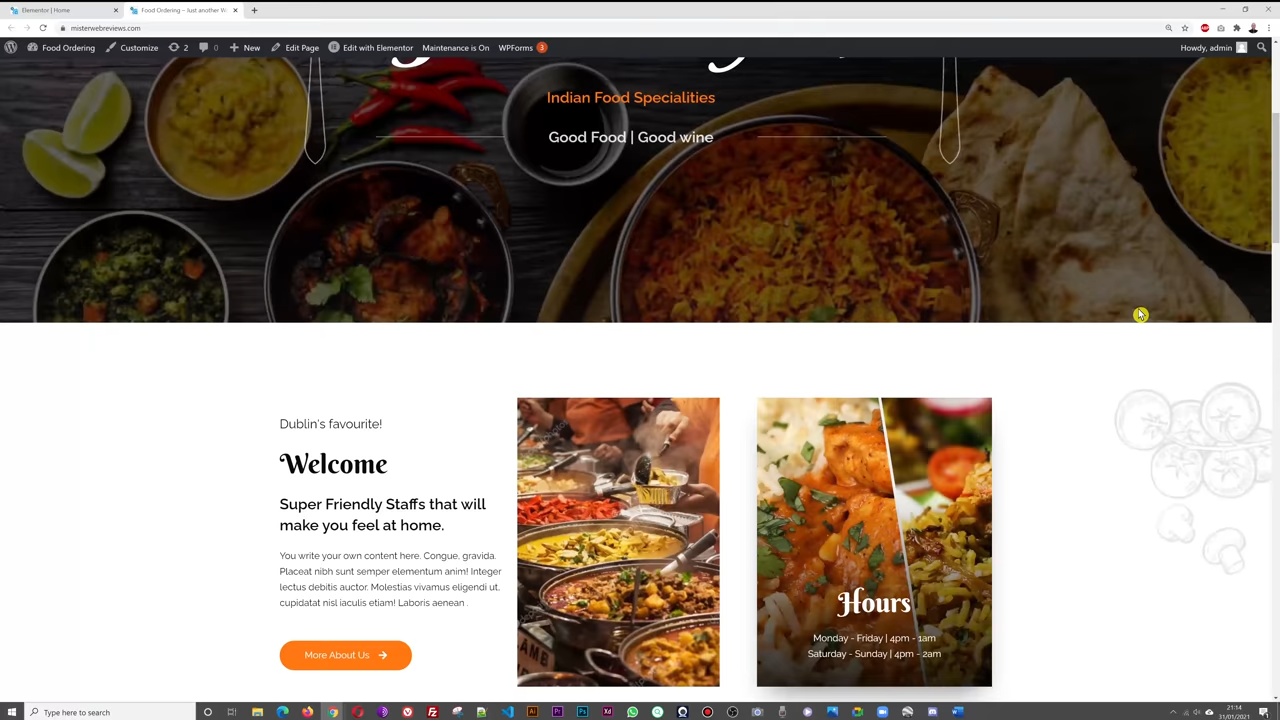 Elementor | Home
Food Ordering – Just another W
misterwebreviews.com
Food Ordering
Customize
2
0
New
Edit Page
Edit with Elementor
Maintenance is On
WPForms 3
Howdy, admin
Indian Food Specialities
Good Food | Good wine
Dublin's favourite!
Welcome
Super Friendly Staffs that will
make you feel at home.
You write your own content here. Congue, gravida.
Placeat nibh sunt semper elementum anim! Integer
lectus debitis auctor. Molestias vivamus eligendi ut,
cupidatat nisl iaculis etiam! Laboris aenean .
More About Us
Hours
Monday - Friday | 4pm - 1am
Saturday - Sunday | 4pm - 2am
LAMB
Type here to search
21:14
31/01/2021